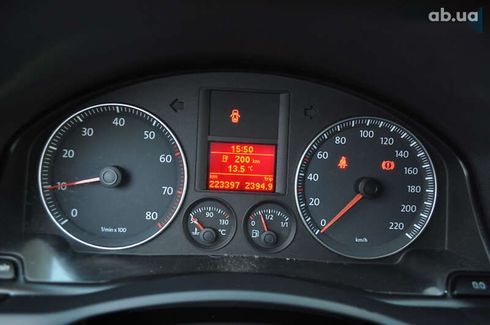 ab.ua
10 20 30 40 50 60 70 80
0
1/min x 100
15:50
200 km
13.5 °C
km trip
223397 2394.9
90 130
°C
1/2 1/1
0 20 40 60 80 100 120 140 160 180 200 220
km/h